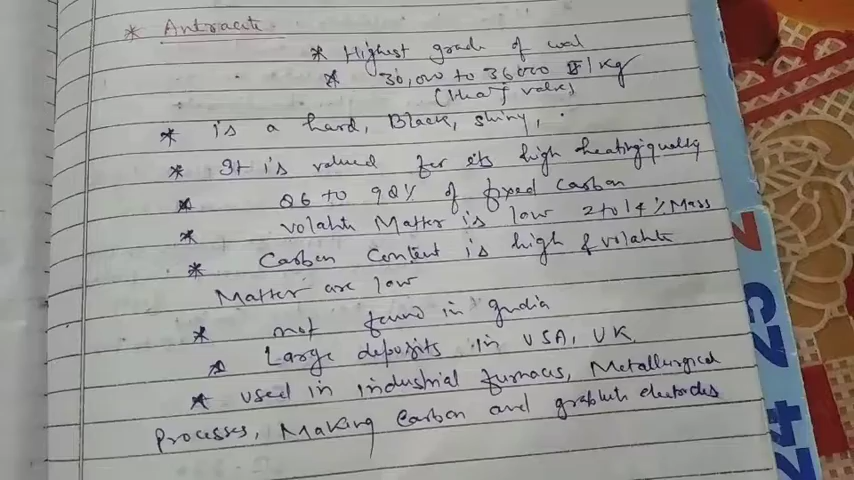 * Antracite
* Highest grade of coal
* 30,000 to 36000 J/Kg
(Heat value)
* is a hard, Black, shiny,
* It is valued for its high heating quality
* 86 to 98% of fixed Carbon
* volatile Matter is low 2 to 14% Mass
* Carbon Content is high & volatile
Matter are low
* not found in India
* Large deposits in USA, UK
* used in industrial furnaces, Metallurgical
Processes, Making Carbon and graphite electrodes